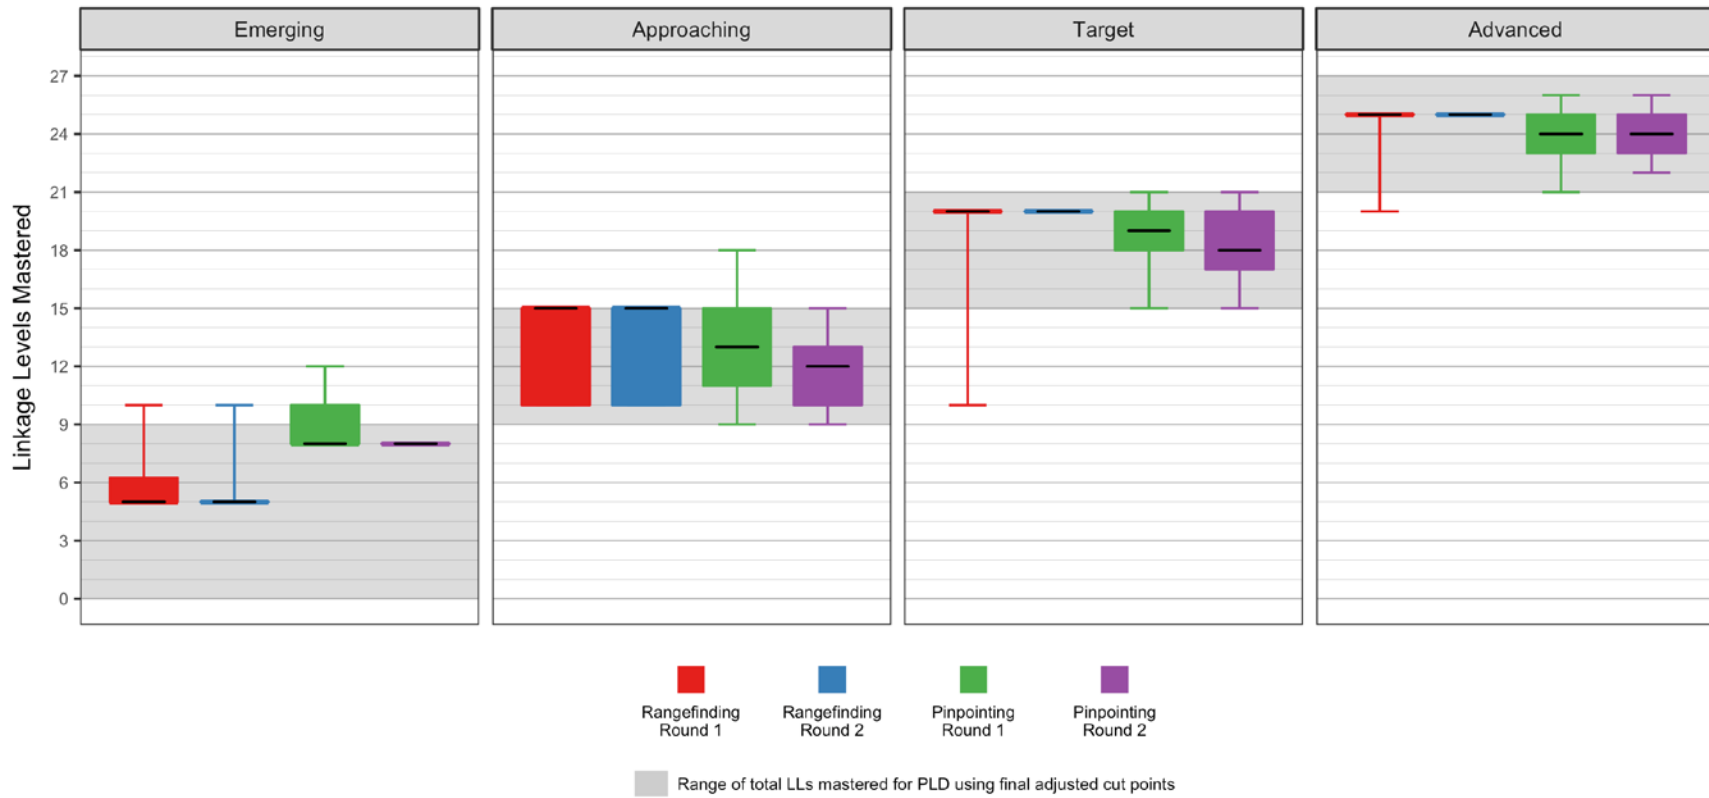 Emerging
Approaching
Target
Advanced
Linkage Levels Mastered
27
24
21
18
15
12
9
6
3
0
Rangefinding
Round 1
Rangefinding
Round 2
Pinpointing
Round 1
Pinpointing
Round 2
Range of total LLs mastered for PLD using final adjusted cut points